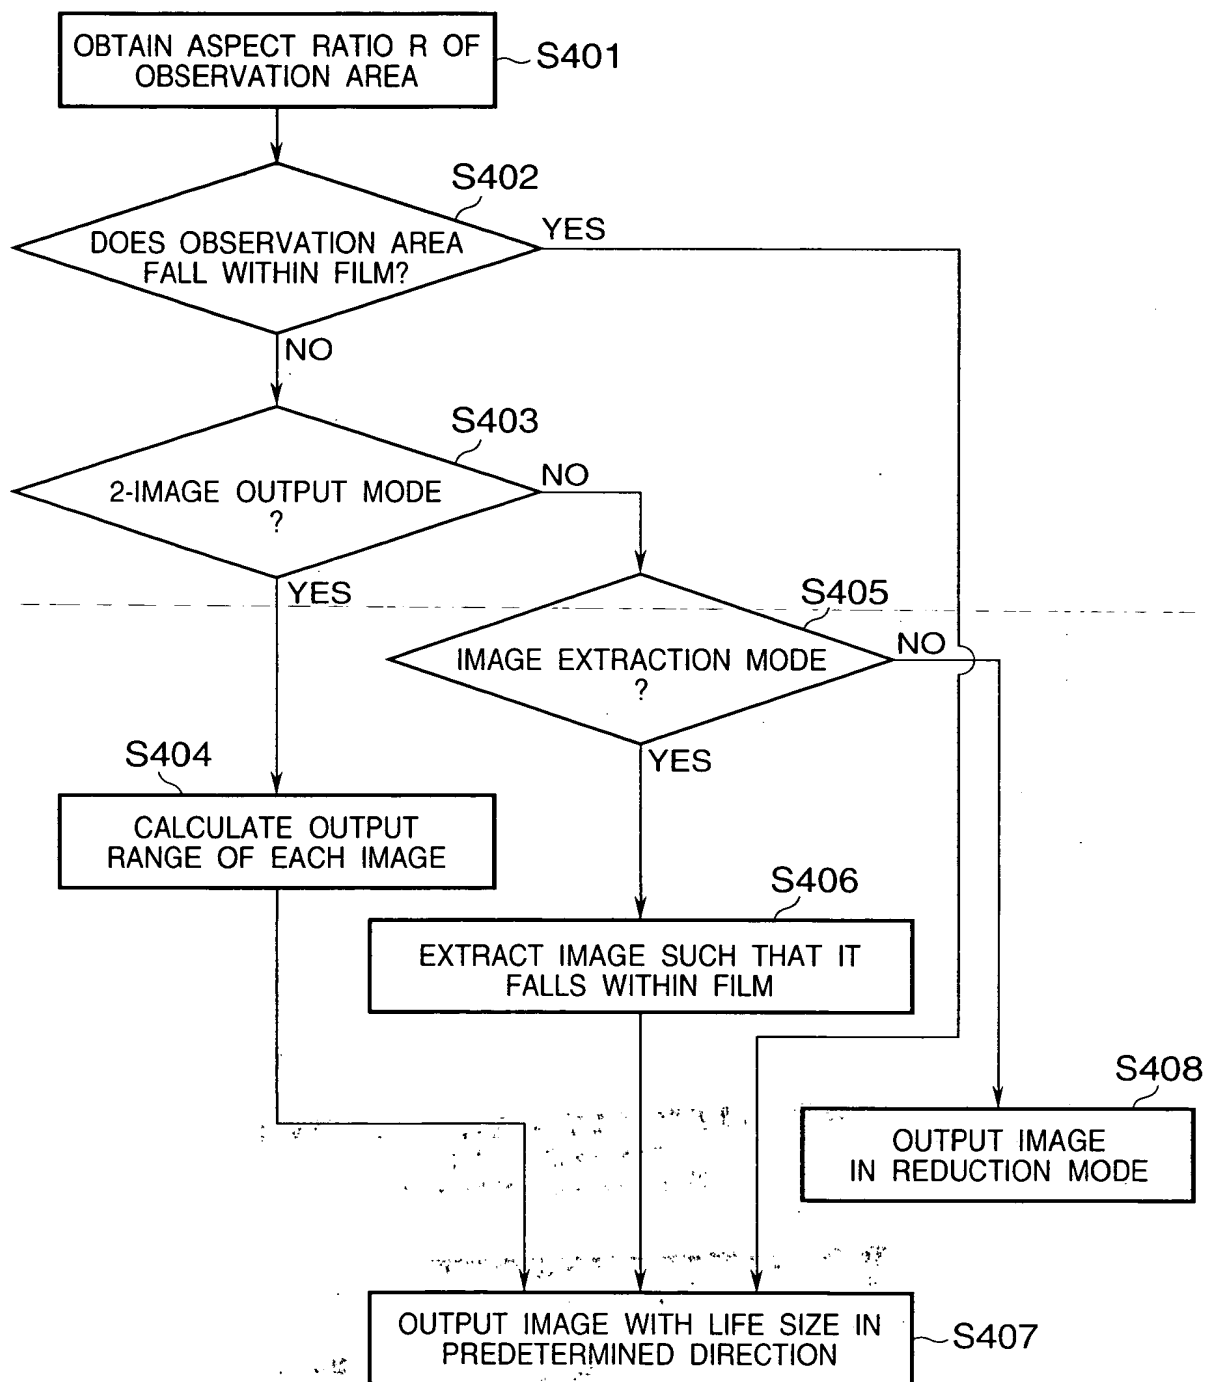 OBTAIN ASPECT RATIO R OF
OBSERVATION AREA
S401
S402
DOES OBSERVATION AREA
FALL WITHIN FILM?
YES
NO
S403
2-IMAGE OUTPUT MODE
?
NO
YES
S405
IMAGE EXTRACTION MODE
?
NO
YES
S404
CALCULATE OUTPUT
RANGE OF EACH IMAGE
S406
EXTRACT IMAGE SUCH THAT IT
FALLS WITHIN FILM
S408
OUTPUT IMAGE
IN REDUCTION MODE
OUTPUT IMAGE WITH LIFE SIZE IN
PREDETERMINED DIRECTION
S407